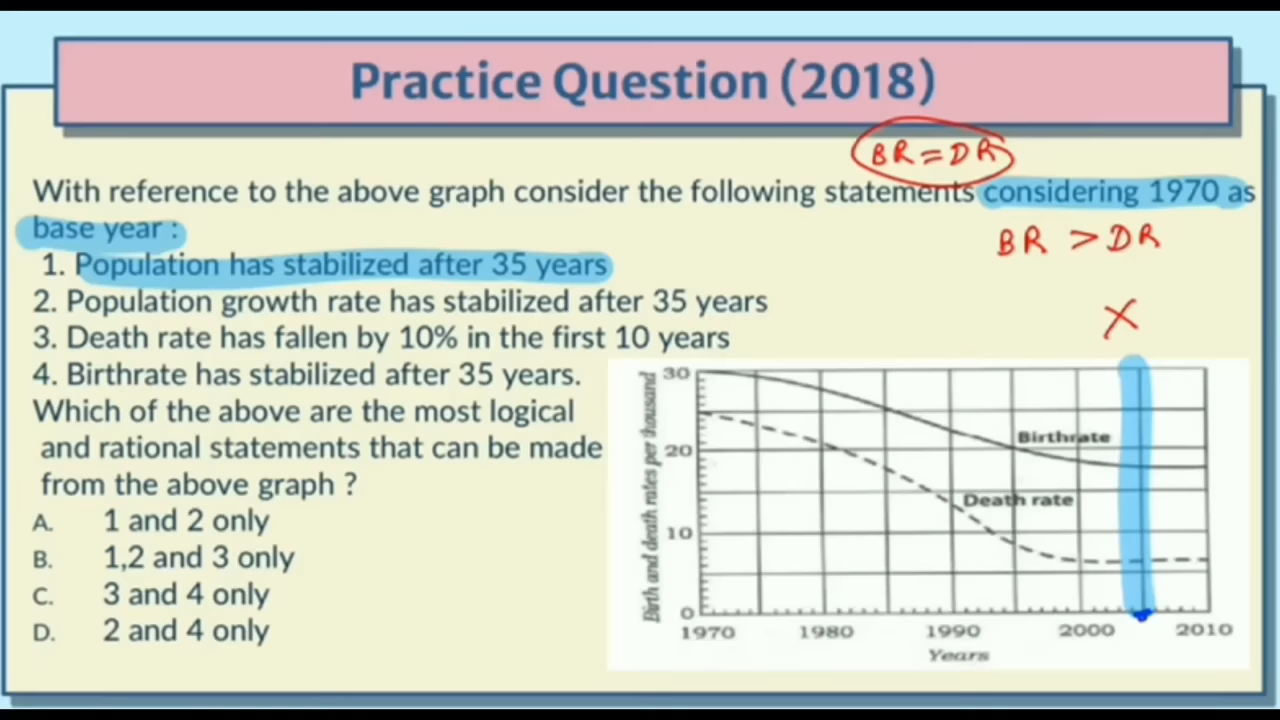 Practice Question (2018)
BR = DR
With reference to the above graph consider the following statements considering 1970 as
base year :
BR > DR
1. Population has stabilized after 35 years
2. Population growth rate has stabilized after 35 years
3. Death rate has fallen by 10% in the first 10 years
4. Birthrate has stabilized after 35 years.
Which of the above are the most logical
and rational statements that can be made
from the above graph ?
A. 1 and 2 only
B. 1,2 and 3 only
C. 3 and 4 only
D. 2 and 4 only
Birth and death rates per thousand
30
20
10
0
Birthrate
Death rate
1970 1980 1990 2000 2010
Years